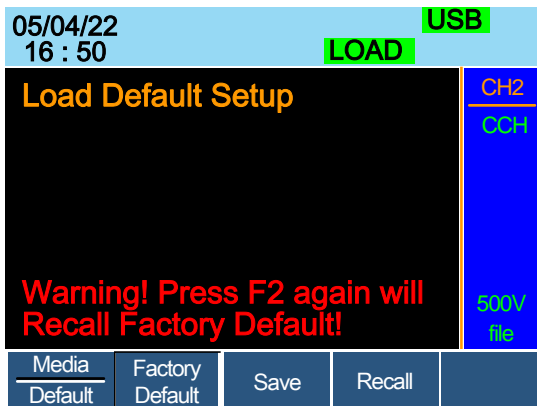 05/04/22
USB
16 : 50
LOAD
Load Default Setup
CH2
CCH
Warning! Press F2 again will
Recall Factory Default!
500V
file
Media
Default
Factory
Default
Save
Recall